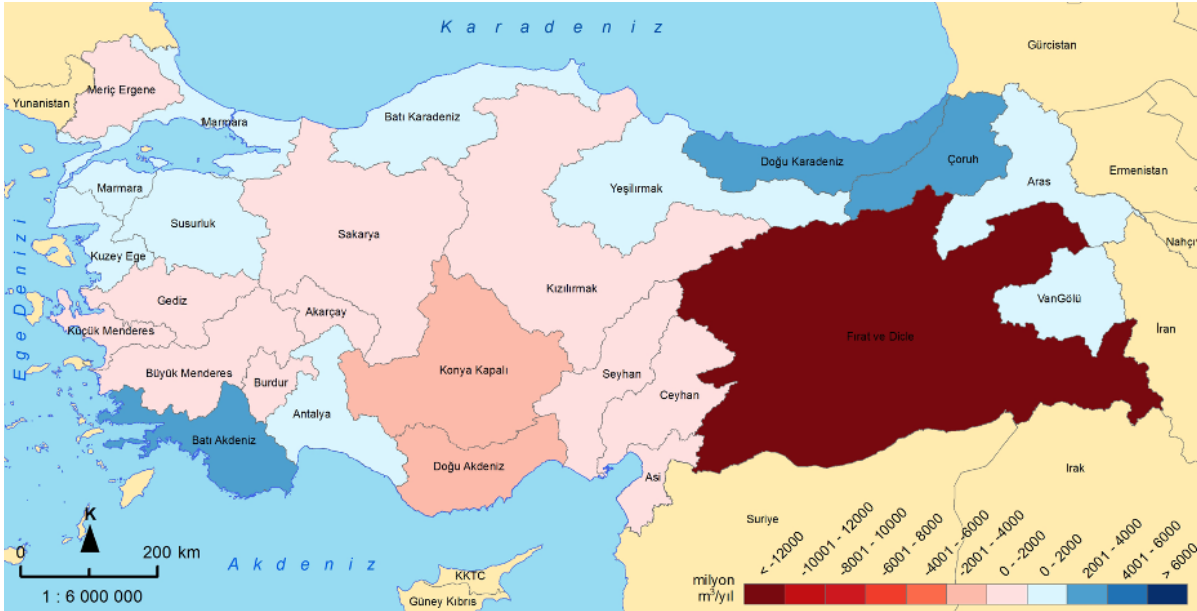 Karadeniz
Gürcistan
Yunanistan
Meriç Ergene
Marmara
Batı Karadeniz
Doğu Karadeniz
Çoruh
Ermenistan
Aras
Marmara
Yeşilırmak
Susurluk
Sakarya
Nahçıv
Kuzey Ege
Ege Denizi
Gediz
Akarçay
Kızılırmak
VanGölü
İran
Küçük Menderes
Fırat ve Dicle
Büyük Menderes
Burdur
Konya Kapalı
Seyhan
Ceyhan
Antalya
Batı Akdeniz
Doğu Akdeniz
Asi
Irak
Suriye
K
0 200 km
1 : 6 000 000
Akdeniz
KKTC
Güney Kıbrıs
milyon
m³/yıl
< -12000
-10001 - -12000
-8001 - -10000
-6001 - -8000
-4001 - -6000
-2001 - -4000
0 - -2000
0 - 2000
2001 - 4000
4001 - 6000
> 6000